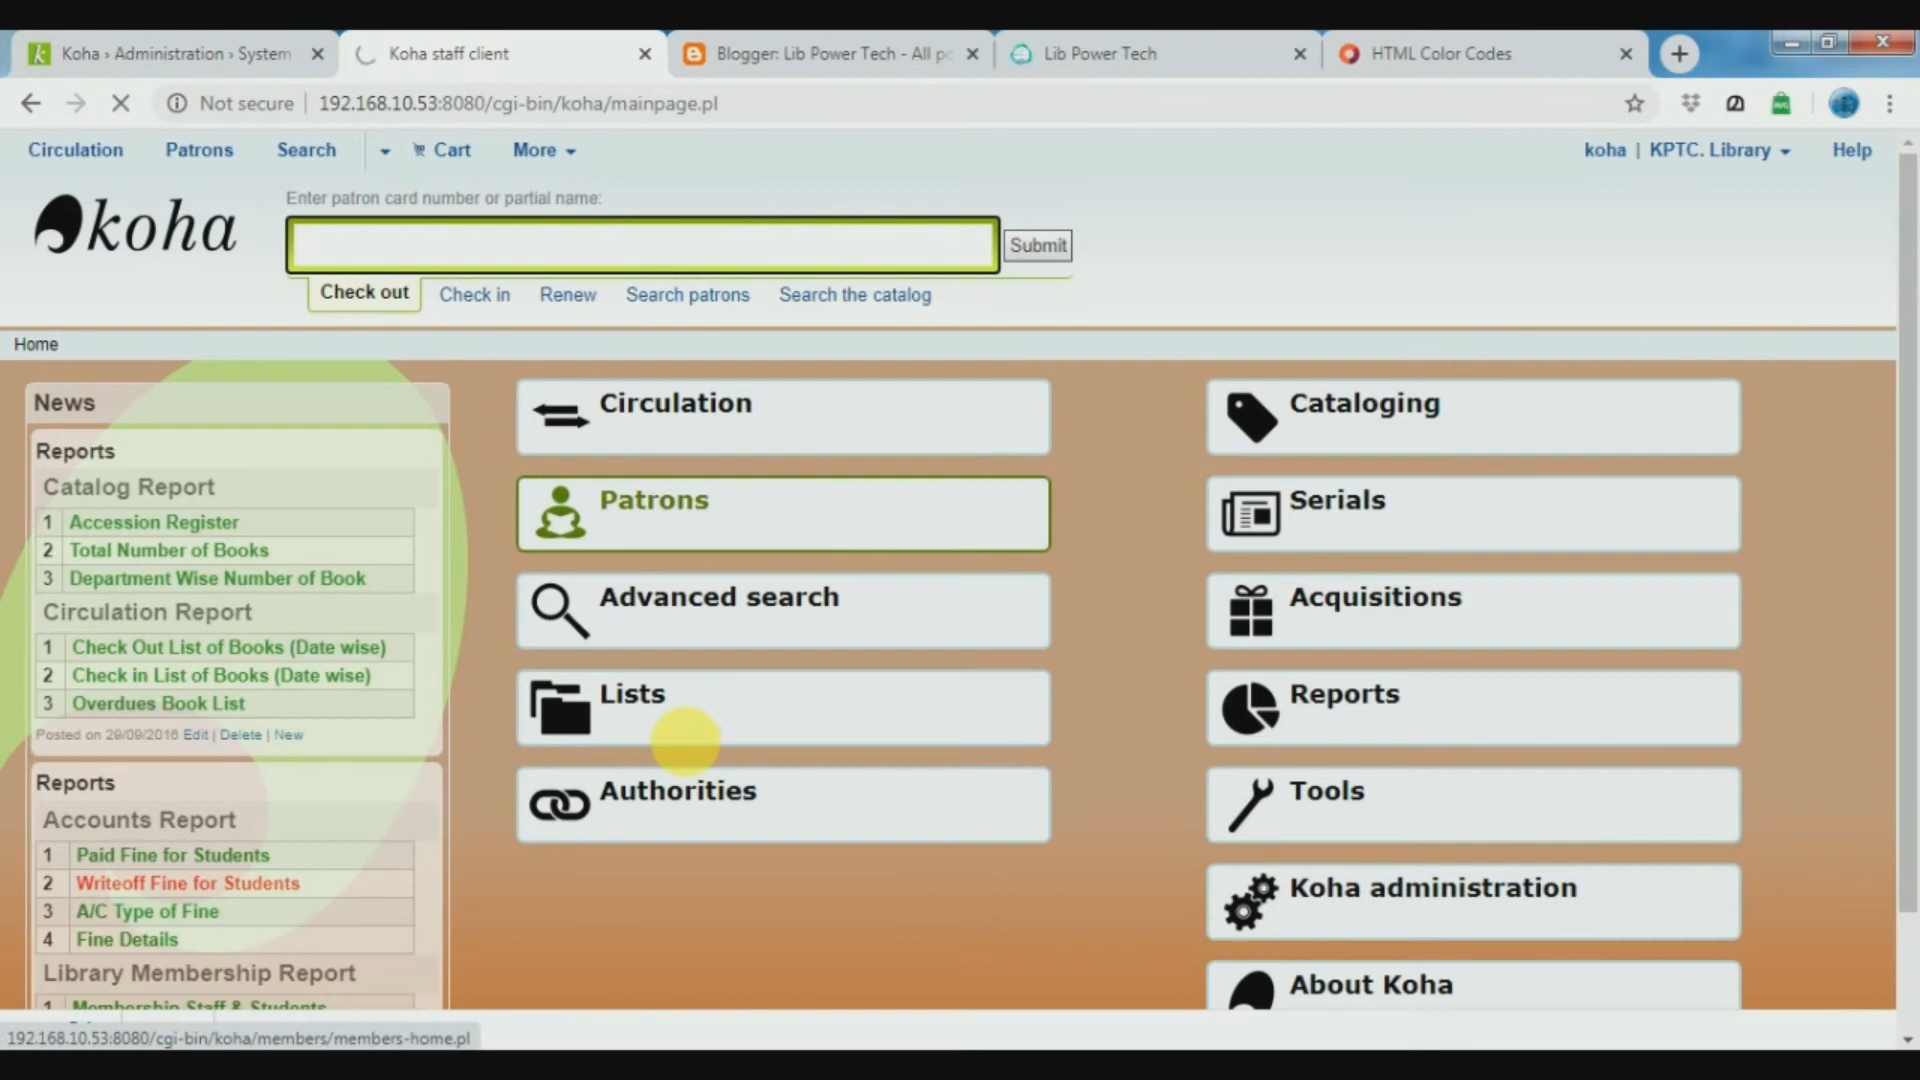 Koha › Administration › System
Koha staff client
Blogger: Lib Power Tech - All po
Lib Power Tech
HTML Color Codes
Not secure
192.168.10.53:8080/cgi-bin/koha/mainpage.pl
Circulation
Patrons
Search
Cart
More
koha | KPTC. Library
Help
koha
Enter patron card number or partial name:
Submit
Check out
Check in
Renew
Search patrons
Search the catalog
Home
News
Reports
Catalog Report
1 Accession Register
2 Total Number of Books
3 Department Wise Number of Book
Circulation Report
1 Check Out List of Books (Date wise)
2 Check in List of Books (Date wise)
3 Overdues Book List
Posted on 29/09/2016 Edit | Delete | New
Reports
Accounts Report
1 Paid Fine for Students
2 Writeoff Fine for Students
3 A/C Type of Fine
4 Fine Details
Library Membership Report
1 Membership Staff & Students
Circulation
Patrons
Advanced search
Lists
Authorities
Cataloging
Serials
Acquisitions
Reports
Tools
Koha administration
About Koha
192.168.10.53:8080/cgi-bin/koha/members/members-home.pl